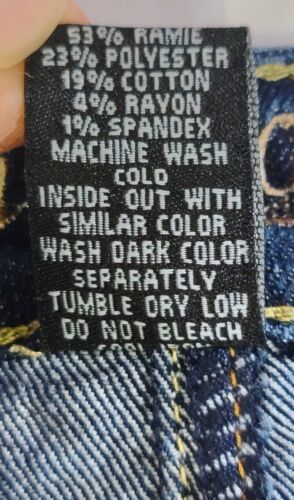 53% RAMIE
23% POLYESTER
19% COTTON
4% RAYON
1% SPANDEX
MACHINE WASH
COLD
INSIDE OUT WITH
SIMILAR COLOR
WASH DARK COLOR
SEPARATELY
TUMBLE DRY LOW
DO NOT BLEACH